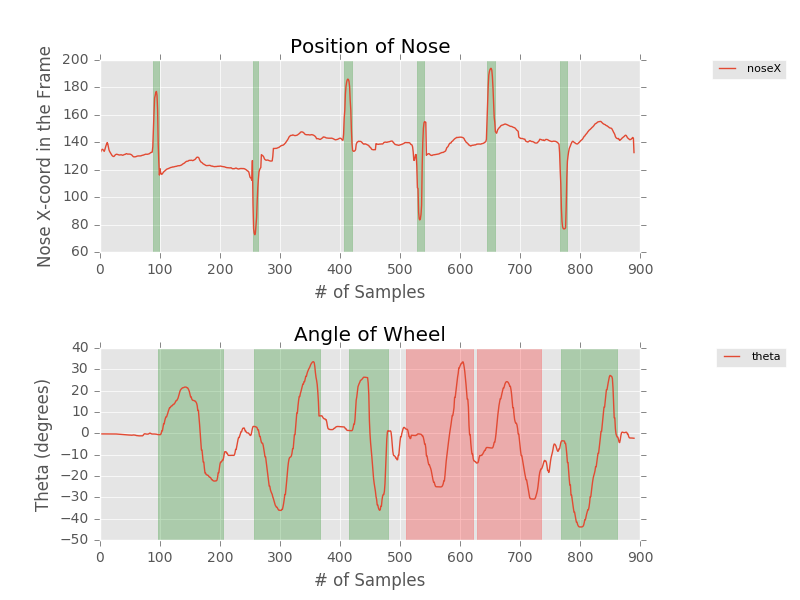 Position of Nose
Nose X-coord in the Frame
200
180
160
140
120
100
80
60
0 100 200 300 400 500 600 700 800 900
# of Samples
noseX
Angle of Wheel
Theta (degrees)
40
30
20
10
0
−10
−20
−30
−40
−50
0 100 200 300 400 500 600 700 800 900
# of Samples
theta